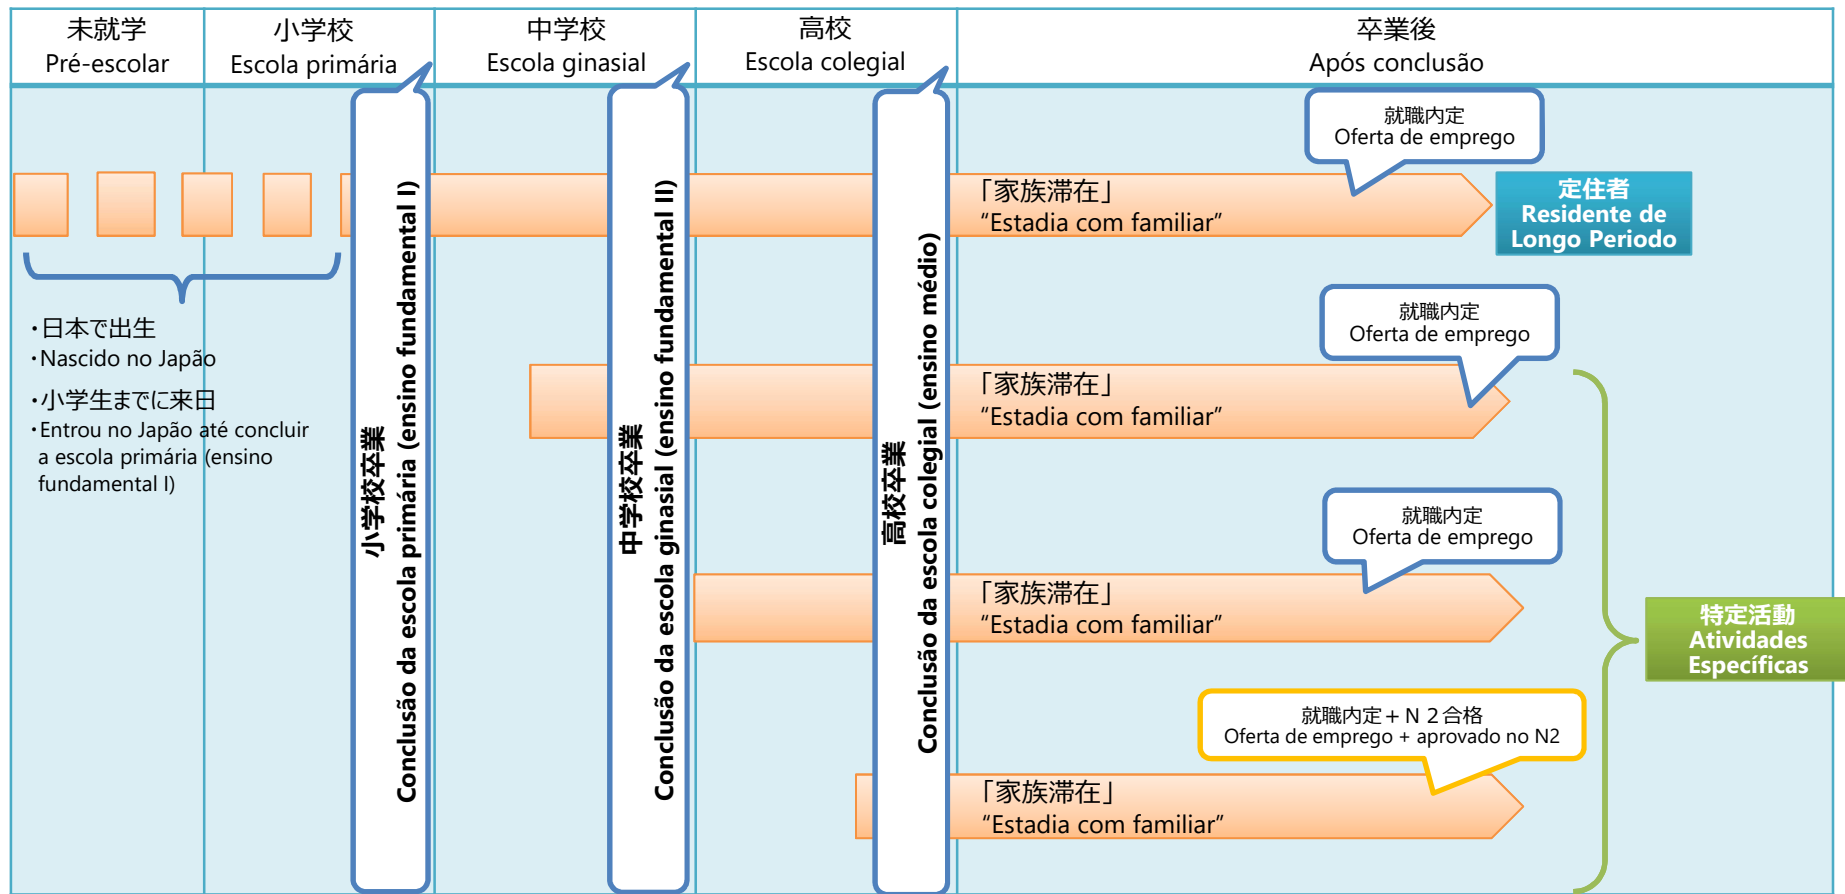 未就学
Pré-escolar
小学校
Escola primária
中学校
Escola ginasial
高校
Escola colegial
卒業後
Após conclusão
就職内定
Oferta de emprego
「家族滞在」
“Estadia com familiar”
定住者
Residente de
Longo Periodo
・日本で出生
・Nascido no Japão
・小学生までに来日
・Entrou no Japão até concluir
a escola primária (ensino
fundamental I)
小学校卒業
Conclusão da escola primária (ensino fundamental I)
中学校卒業
Conclusão da escola ginasial (ensino fundamental II)
高校卒業
Conclusão da escola colegial (ensino médio)
就職内定
Oferta de emprego
「家族滞在」
“Estadia com familiar”
就職内定
Oferta de emprego
「家族滞在」
“Estadia com familiar”
特定活動
Atividades
Específicas
就職内定+N2合格
Oferta de emprego + aprovado no N2
「家族滞在」
“Estadia com familiar”